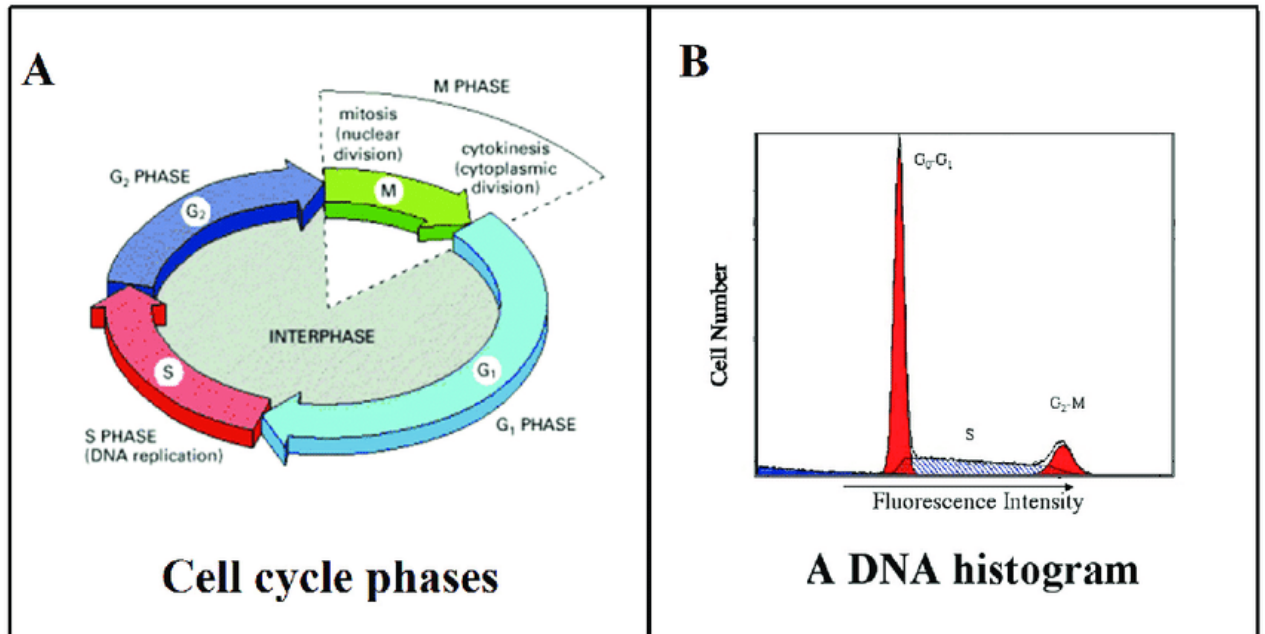 A
M PHASE
mitosis
(nuclear
division)
cytokinesis
(cytoplasmic
division)
G₂ PHASE
M
G₂
INTERPHASE
S
G₁
G₁ PHASE
S PHASE
(DNA replication)
Cell cycle phases
B
G₀-G₁
Cell Number
G₂-M
S
Fluorescence Intensity
A DNA histogram